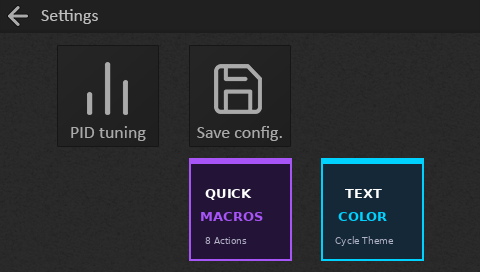 Settings
PID tuning
Save config.
QUICK
MACROS
8 Actions
TEXT
COLOR
Cycle Theme